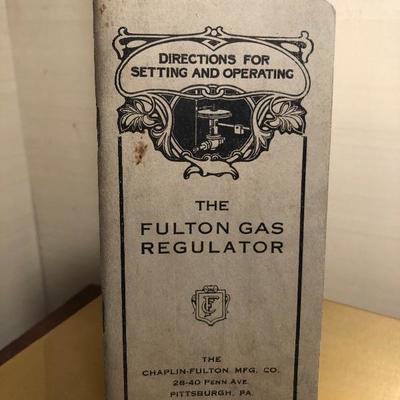 DIRECTIONS FOR
SETTING AND OPERATING
THE
FULTON GAS
REGULATOR
THE
CHAPLIN-FULTON MFG. CO.
28-40 PENN AVE.
PITTSBURGH, PA.